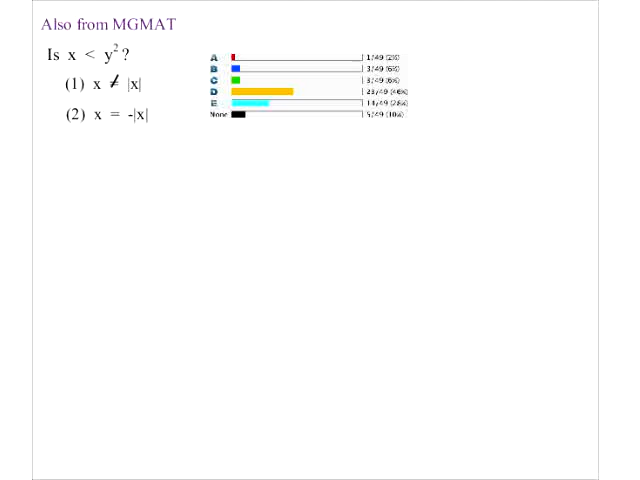 Also from MGMAT
Is x < y²?
A 1/49 (2%)
(1) x ≠ |x|
B 3/49 (6%)
C 3/49 (6%)
D 23/49 (46%)
E 14/49 (28%)
(2) x = -|x|
None 5/49 (10%)